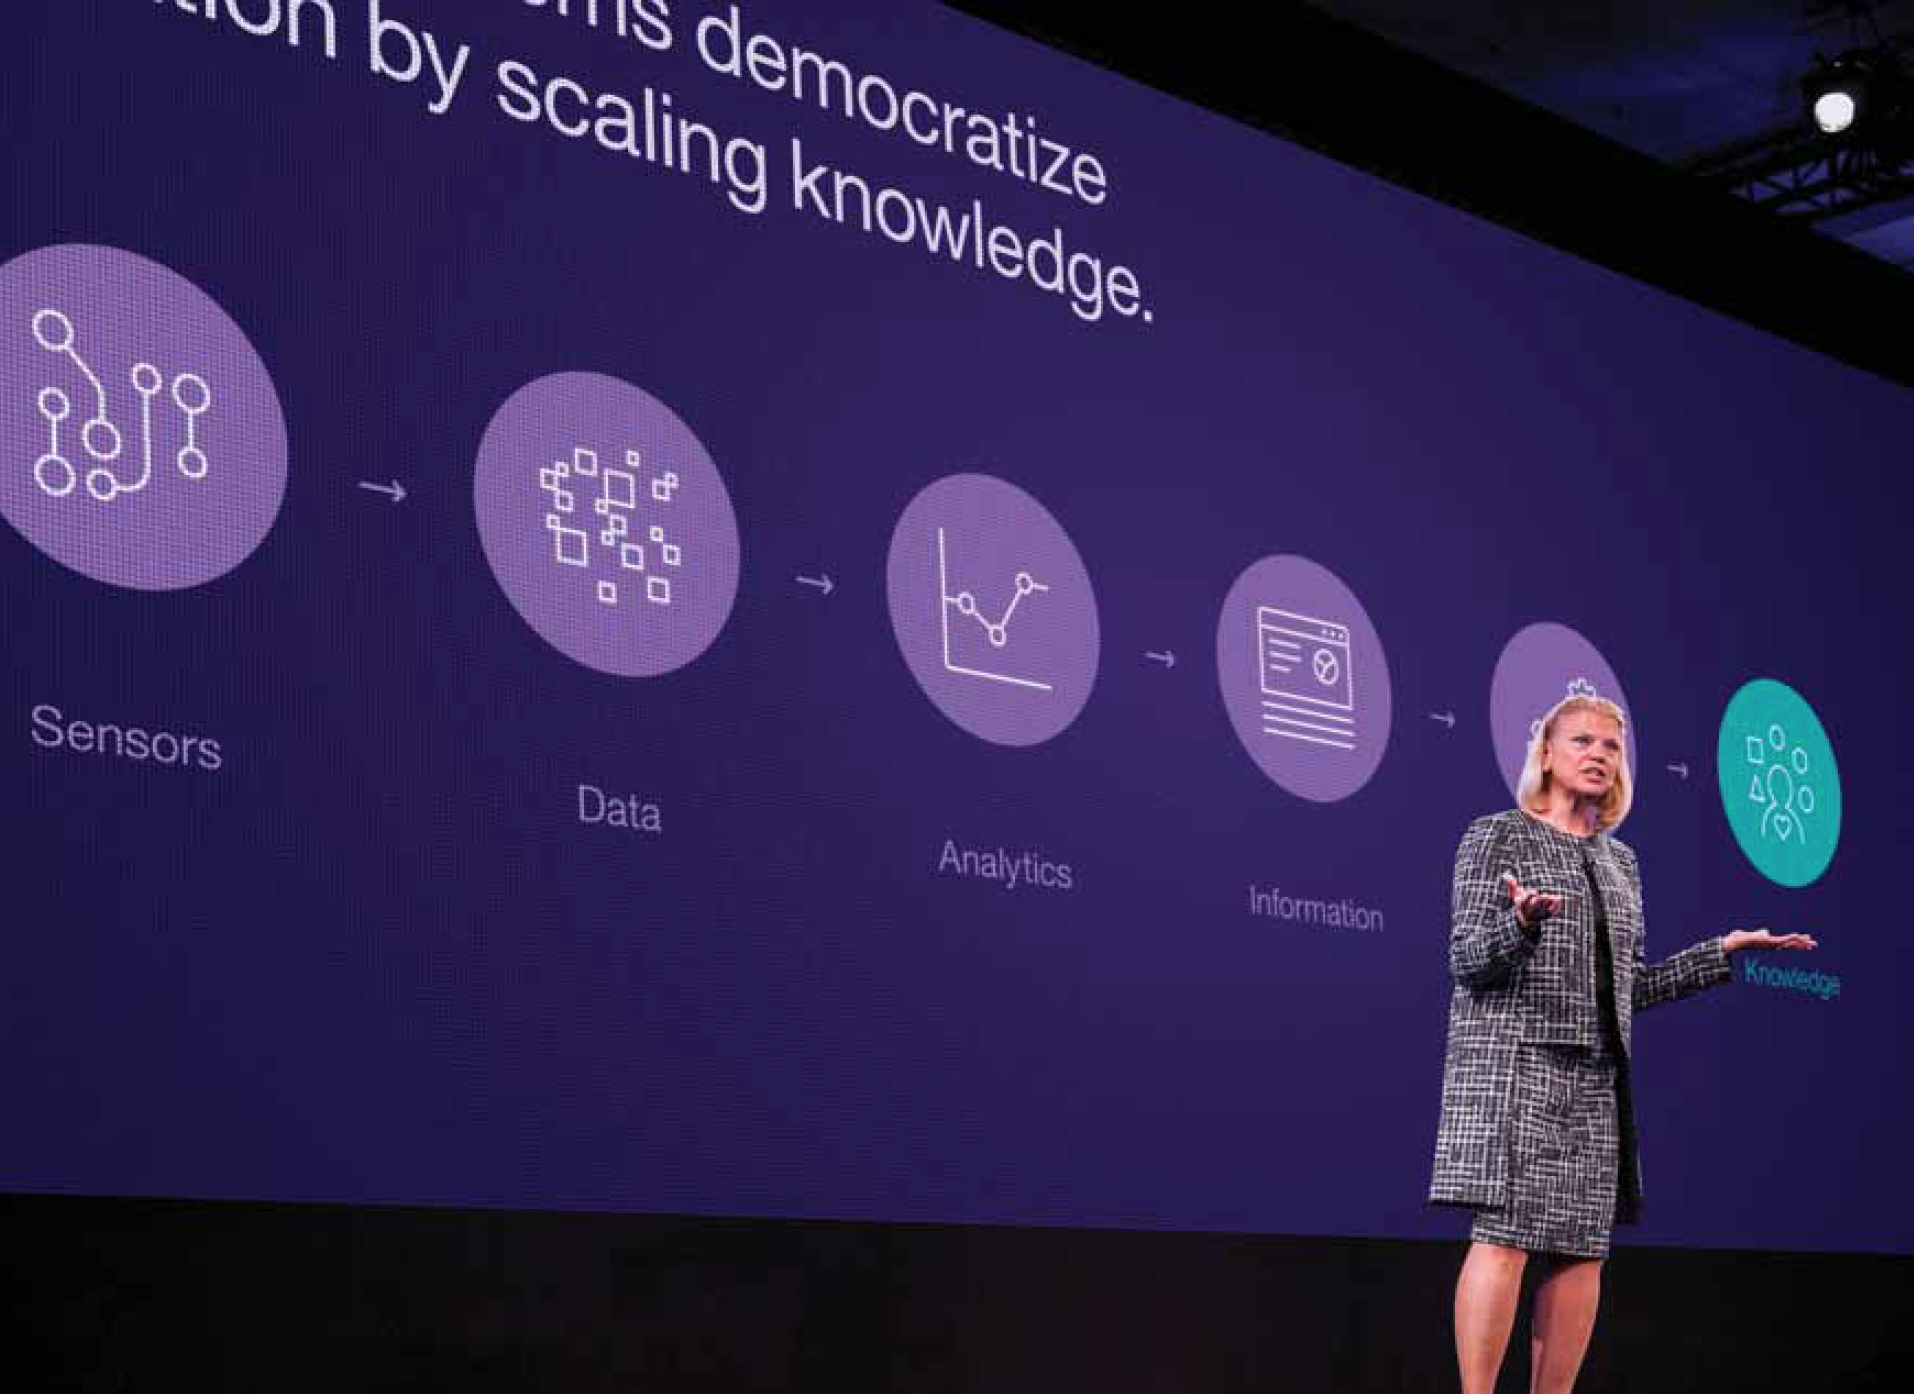 democratize
by scaling knowledge.
Sensors
Data
Analytics
Information
Knowledge